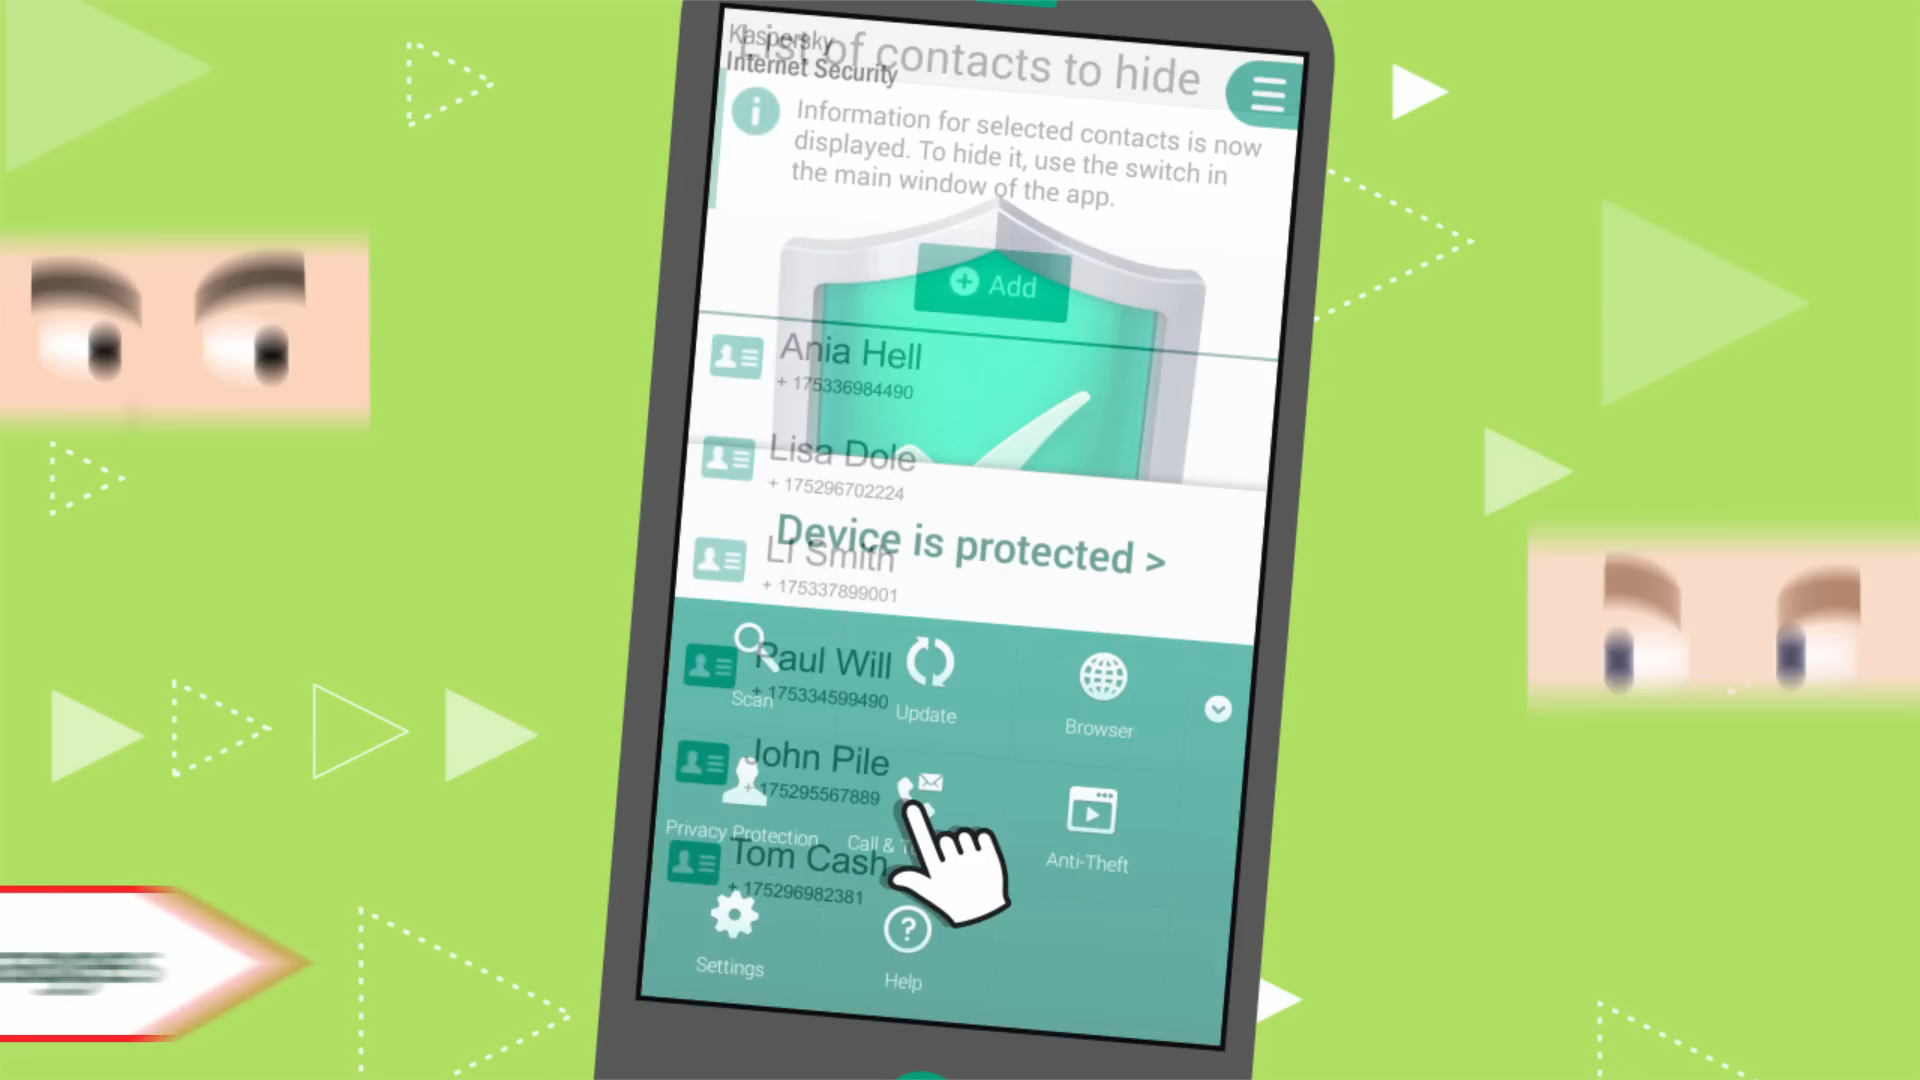 Kaspersky
List of contacts to hide
Internet Security
Information for selected contacts is now
displayed. To hide it, use the switch in
the main window of the app.
Add
Ania Hell
+ 175336984490
Lisa Dole
+ 175296702224
Device is protected >
Li Smith
+ 175337899001
Paul Will
+ 175334599490
Scan
Update
Browser
John Pile
+ 175295567889
Privacy Protection
Call &
Anti-Theft
Tom Cash
+ 175296982381
Settings
Help